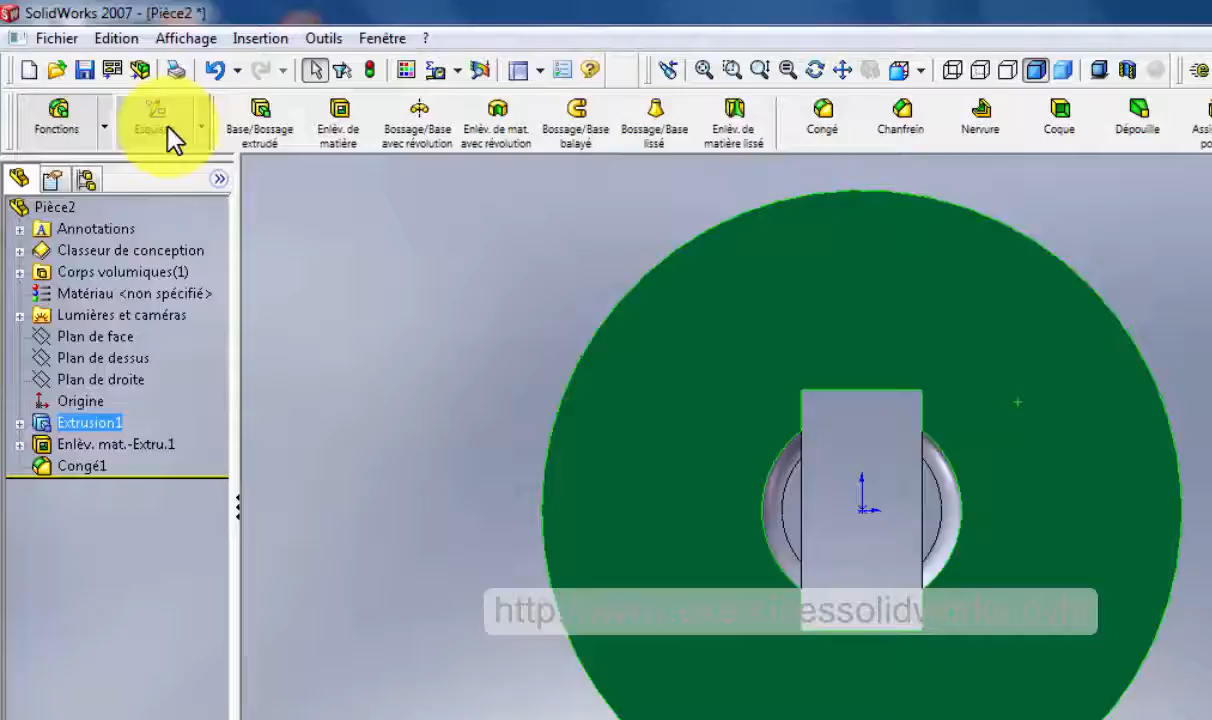 SolidWorks 2007 - [Pièce2 *]
Fichier Edition Affichage Insertion Outils Fenêtre ?
Fonctions
Base/Bossage extrudé
Enlèv. de matière
Bossage/Base avec révolution
Enlèv. de mat. avec révolution
Bossage/Base balayé
Bossage/Base lissé
Enlèv. de matière lissé
Congé
Chanfrein
Nervure
Coque
Dépouille
Pièce2
A Annotations
Classeur de conception
Corps volumiques(1)
Matériau <non spécifié>
Lumières et caméras
Plan de face
Plan de dessus
Plan de droite
Origine
Extrusion1
Enlèv. mat.-Extru.1
Congé1